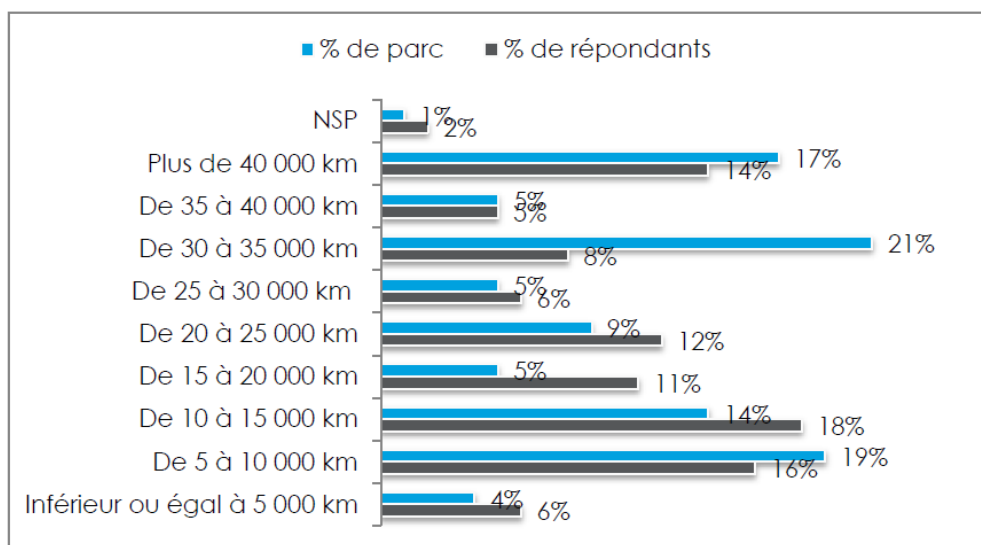 % de parc % de répondants
NSP 1%
2%
Plus de 40 000 km 17%
14%
De 35 à 40 000 km 5%
5%
De 30 à 35 000 km 21%
8%
De 25 à 30 000 km 5%
6%
De 20 à 25 000 km 9%
12%
De 15 à 20 000 km 5%
11%
De 10 à 15 000 km 14%
18%
De 5 à 10 000 km 19%
16%
Inférieur ou égal à 5 000 km 4%
6%